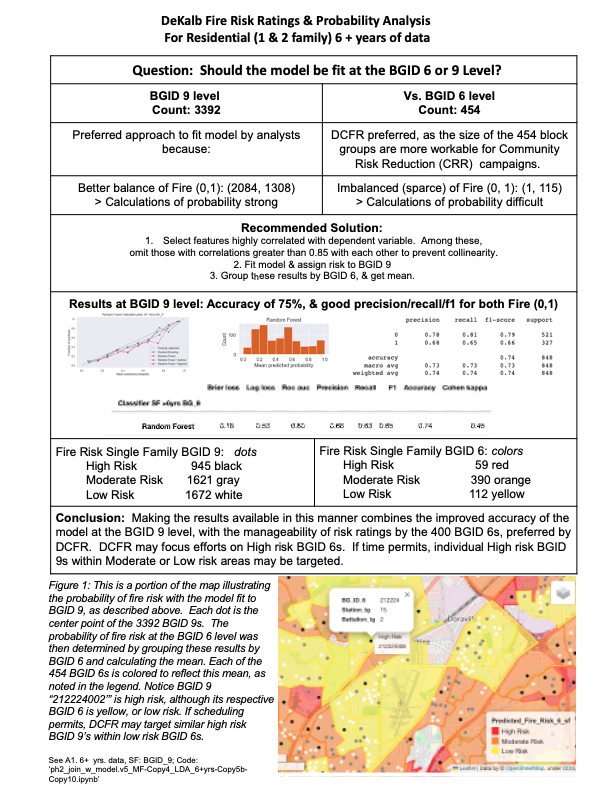 DeKalb Fire Risk Ratings & Probability Analysis
For Residential (1 & 2 family) 6 + years of data
Question: Should the model be fit at the BGID 6 or 9 Level?
BGID 9 level
Count: 3392
Vs. BGID 6 level
Count: 454
Preferred approach to fit model by analysts
because:
DCFR preferred, as the size of the 454 block
groups are more workable for Community
Risk Reduction (CRR) campaigns.
Better balance of Fire (0,1): (2084, 1308)
> Calculations of probability strong
Imbalanced (sparce) of Fire (0, 1): (1, 115)
> Calculations of probability difficult
Recommended Solution:
1. Select features highly correlated with dependent variable. Among these,
omit those with correlations greater than 0.85 with each other to prevent collinearity.
2. Fit model & assign risk to BGID 9
3. Group these results by BGID 6, & get mean.
Results at BGID 9 level: Accuracy of 75%, & good precision/recall/f1 for both Fire (0,1)
Random Forest
Count
100
0
0.0 0.2 0.4 0.6 0.8 1.0
Mean predicted probability
precision recall f1-score support
0 0.78 0.81 0.79 521
1 0.68 0.65 0.66 327
accuracy 0.74 848
macro avg 0.73 0.73 0.73 848
weighted avg 0.74 0.74 0.74 848
Brier loss Log loss Roc auc Precision Recall F1 Accuracy Cohen kappa
Classifier SF >6yrs BG_9
Random Forest 0.18 0.53 0.80 0.68 0.63 0.65 0.74 0.45
Fire Risk Single Family BGID 9: dots
High Risk 945 black
Moderate Risk 1621 gray
Low Risk 1672 white
Fire Risk Single Family BGID 6: colors
High Risk 59 red
Moderate Risk 390 orange
Low Risk 112 yellow
Conclusion: Making the results available in this manner combines the improved accuracy of the
model at the BGID 9 level, with the manageability of risk ratings by the 400 BGID 6s, preferred by
DCFR. DCFR may focus efforts on High risk BGID 6s. If time permits, individual High risk BGID
9s within Moderate or Low risk areas may be targeted.
Figure 1: This is a portion of the map illustrating
the probability of fire risk with the model fit to
BGID 9, as described above. Each dot is the
center point of the 3392 BGID 9s. The
probability of fire risk at the BGID 6 level was
then determined by grouping these results by
BGID 6 and calculating the mean. Each of the
454 BGID 6s is colored to reflect this mean, as
noted in the legend. Notice BGID 9
"212224002'" is high risk, although its respective
BGID 6 is yellow, or low risk. If scheduling
permits, DCFR may target similar high risk
BGID 9's within low risk BGID 6s.
See A1. 6+ yrs. data, SF: BGID_9; Code:
'ph2_join_w_model.v5_MF-Copy4_LDA_6+yrs-Copy5b-
Copy10.ipynb'
BG_ID_6 212224
Station_tg 15
Battalion_tg 2
High Risk
Doraville
Predicted_Fire_Risk_6_sf
High Risk
Moderate Risk
Low Risk
Leaflet | Data by © OpenStreetMap, under ODbL